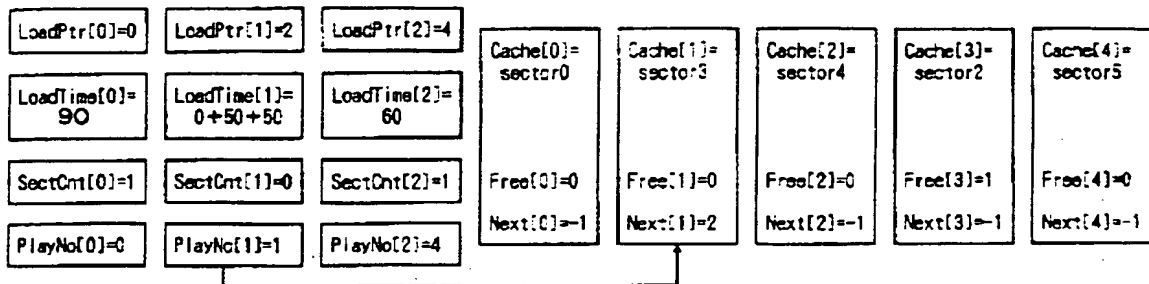 LoadPtr[0]=0
LoadPtr[1]=2
LoadPtr[2]=4
LoadTime[0]=
90
LoadTime[1]=
0+50+50
LoadTime[2]=
60
SectCnt[0]=1
SectCnt[1]=0
SectCnt[2]=1
PlayNo[0]=0
PlayNo[1]=1
PlayNo[2]=4
Cache[0]=
sector0
Free[0]=0
Next[0]=-1
Cache[1]=
sector3
Free[1]=0
Next[1]=2
Cache[2]=
sector4
Free[2]=0
Next[2]=-1
Cache[3]=
sector2
Free[3]=1
Next[3]=-1
Cache[4]=
sector5
Free[4]=0
Next[4]=-1